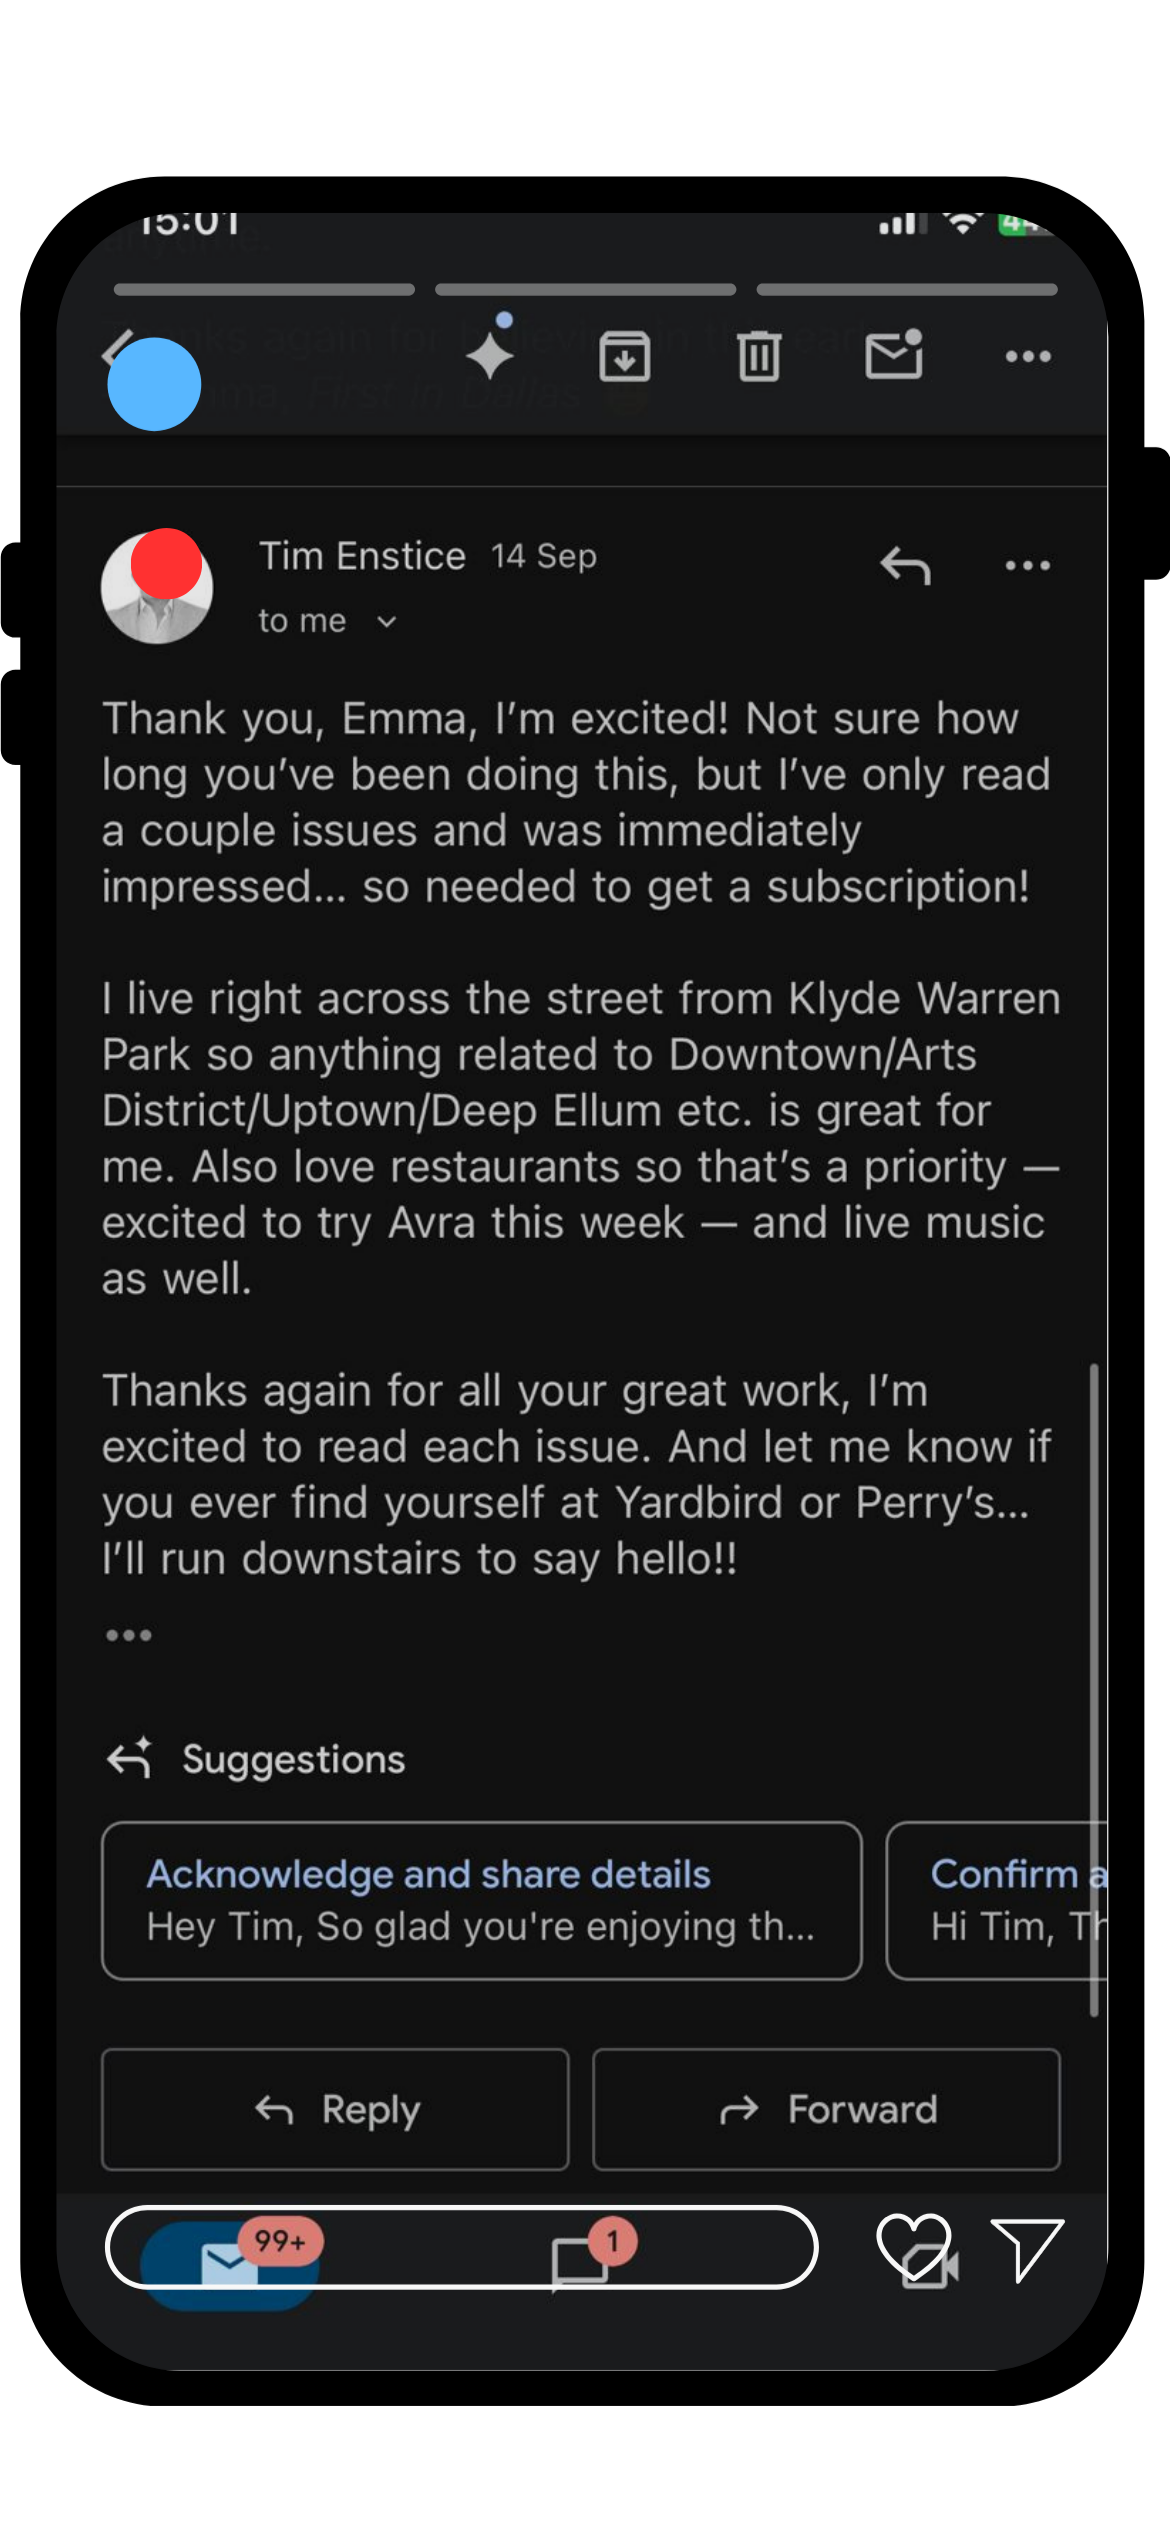 15:01
Tim Enstice 14 Sep
to me
Thank you, Emma, I'm excited! Not sure how
long you've been doing this, but I've only read
a couple issues and was immediately
impressed... so needed to get a subscription!
I live right across the street from Klyde Warren
Park so anything related to Downtown/Arts
District/Uptown/Deep Ellum etc. is great for
me. Also love restaurants so that's a priority —
excited to try Avra this week — and live music
as well.
Thanks again for all your great work, I'm
excited to read each issue. And let me know if
you ever find yourself at Yardbird or Perry's...
I'll run downstairs to say hello!!
Suggestions
Acknowledge and share details
Hey Tim, So glad you're enjoying th...
Confirm a
Hi Tim, Th
Reply
Forward
99+
1